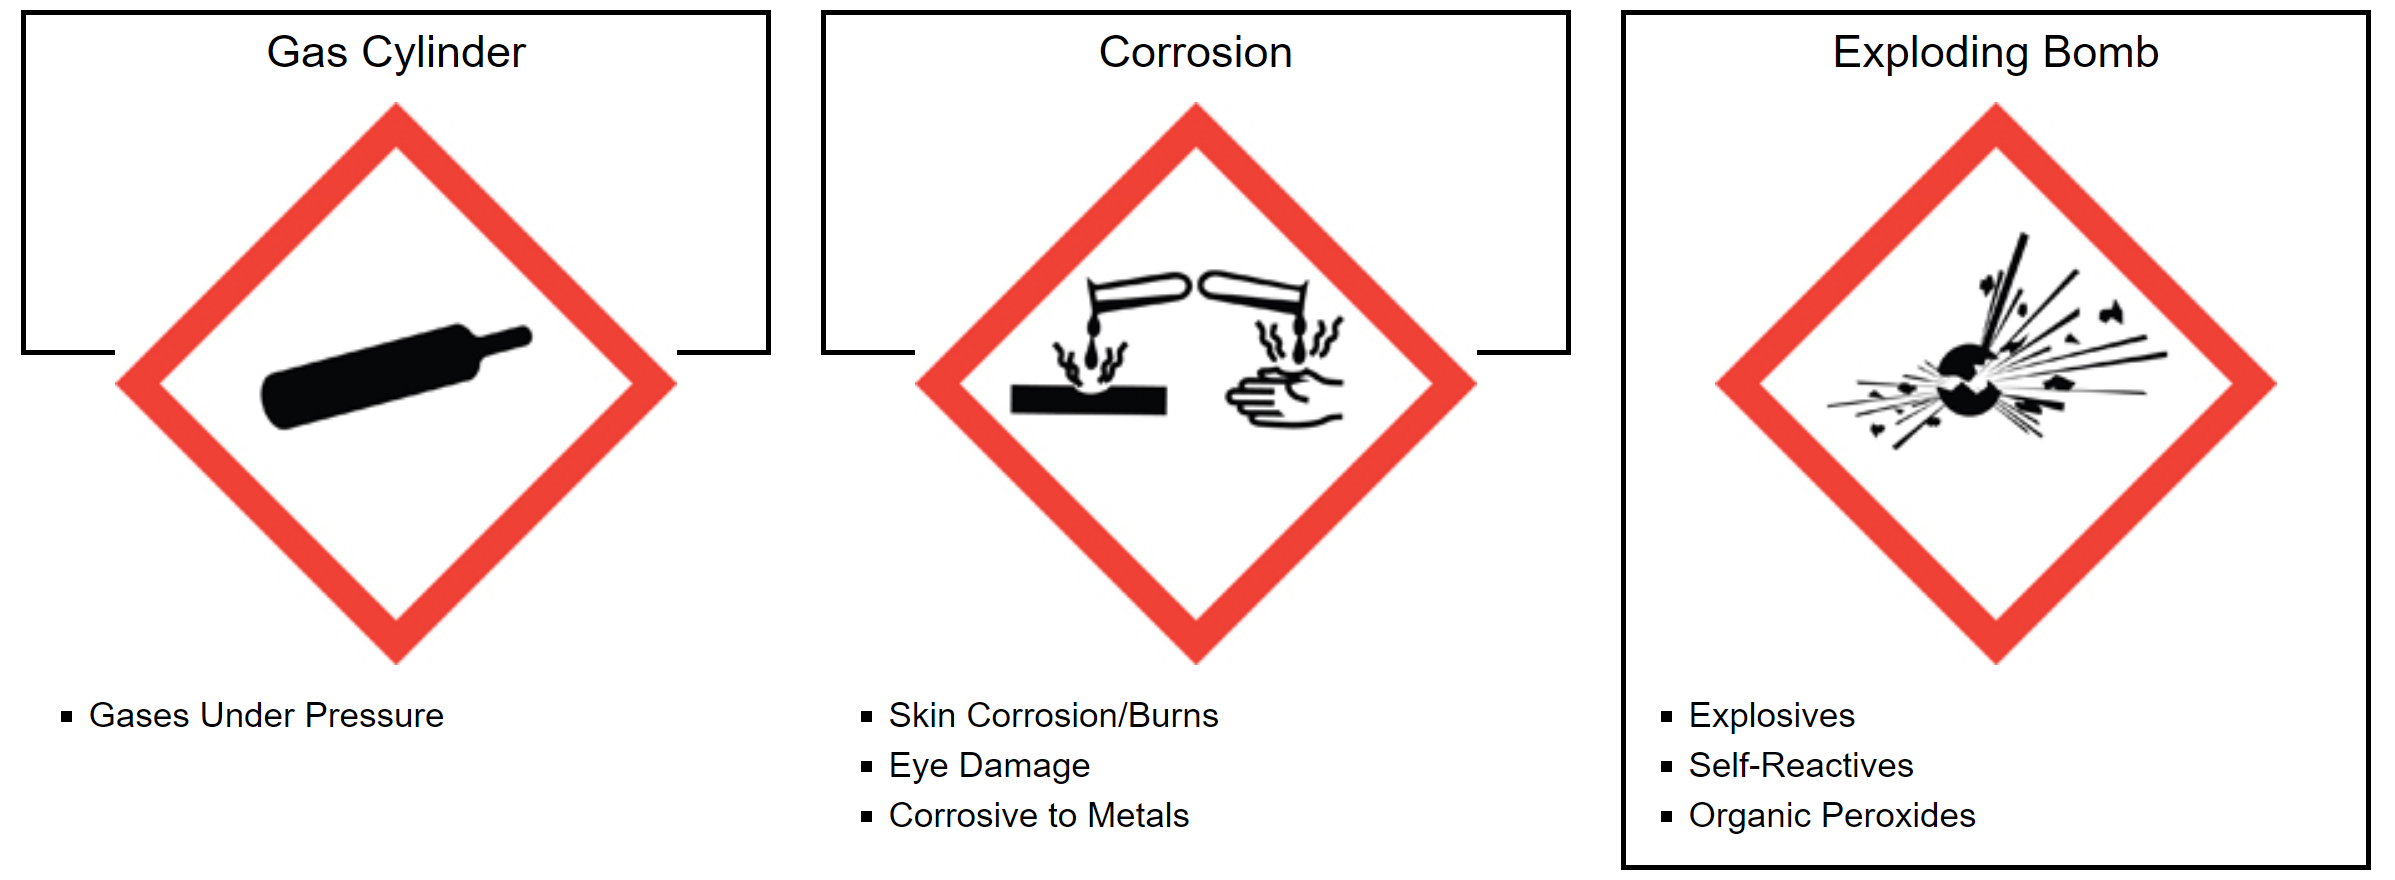 Gas Cylinder
Gases Under Pressure
Corrosion
Skin Corrosion/Burns
Eye Damage
Corrosive to Metals
Exploding Bomb
Explosives
Self-Reactives
Organic Peroxides